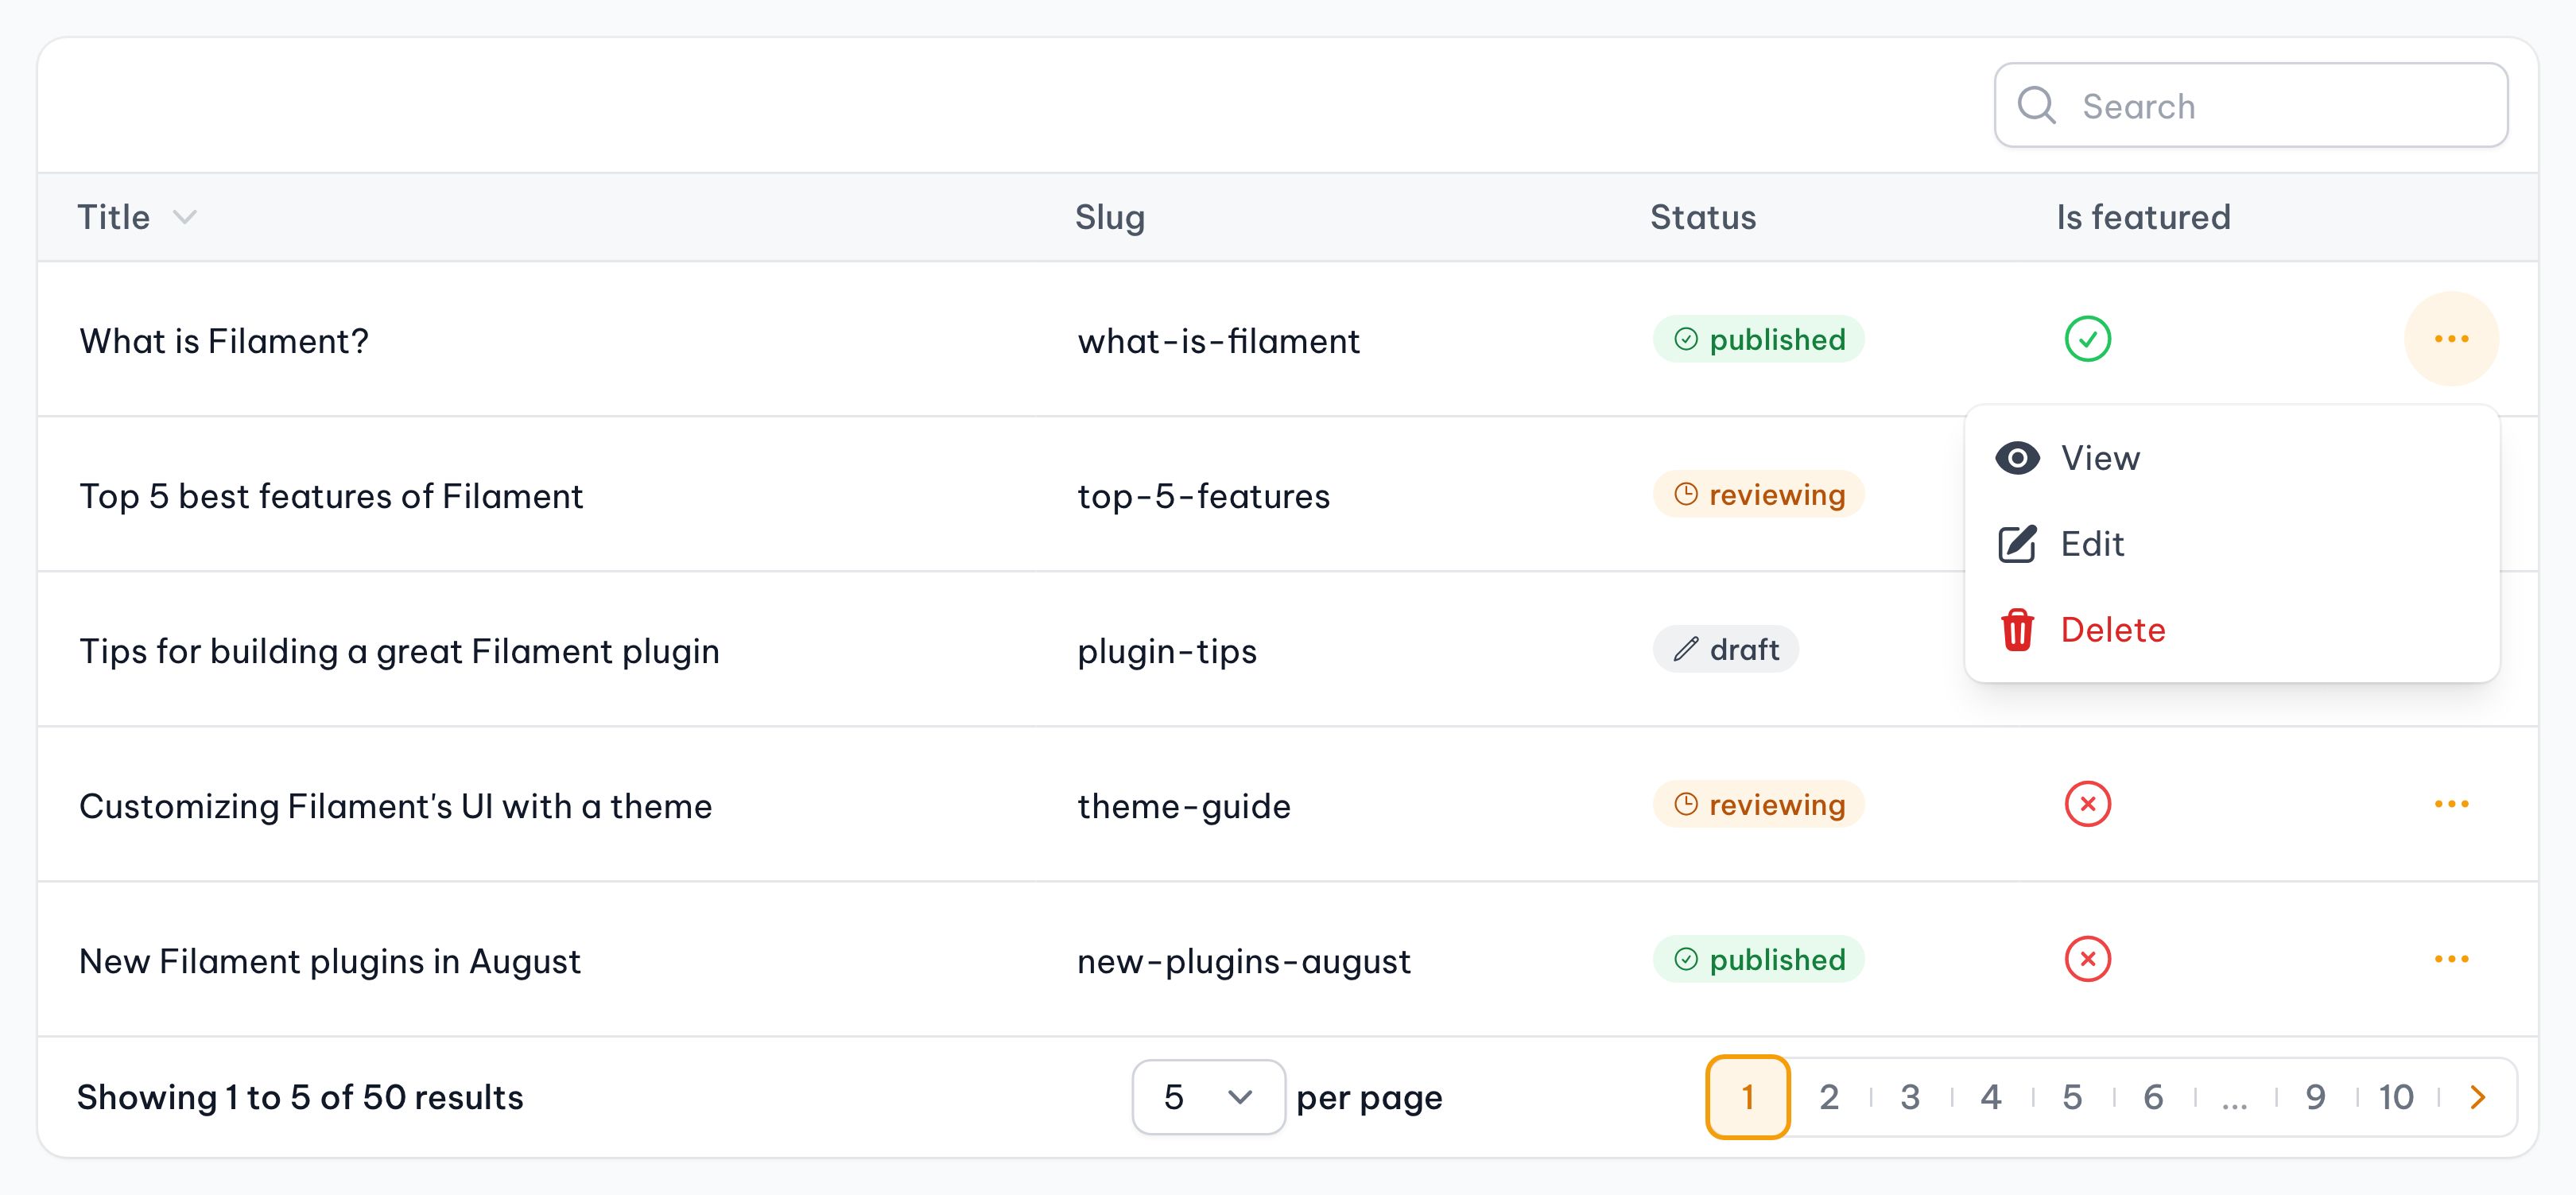 Search
Title Slug Status Is featured
What is Filament? what-is-filament published
Top 5 best features of Filament top-5-features reviewing
Tips for building a great Filament plugin plugin-tips draft
View
Edit
Delete
Customizing Filament's UI with a theme theme-guide reviewing
New Filament plugins in August new-plugins-august published
Showing 1 to 5 of 50 results 5 per page 1 2 3 4 5 6 ... 9 10